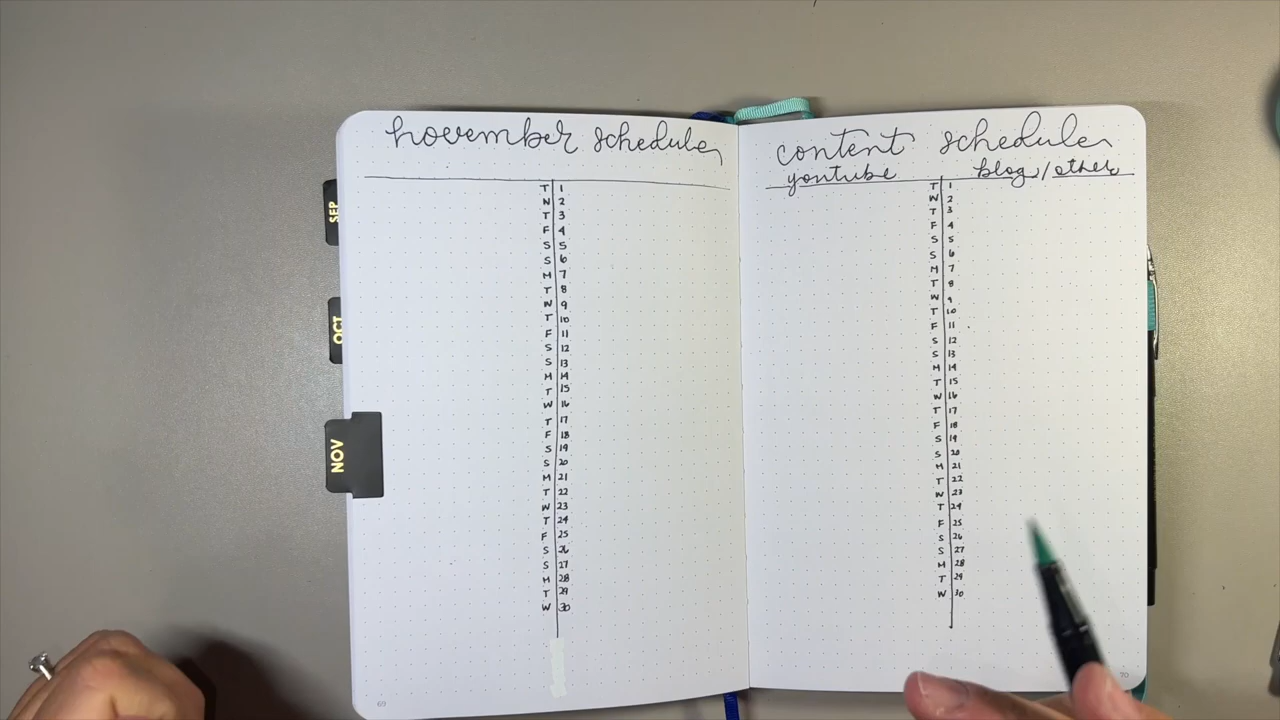 november schedule
T 1
W 2
T 3
F 4
S 5
S 6
M 7
T 8
W 9
T 10
F 11
S 12
S 13
M 14
T 15
W 16
T 17
F 18
S 19
S 20
M 21
T 22
W 23
T 24
F 25
S 26
S 27
M 28
T 29
W 30
69
SEP
OCT
NOV
content schedule
youtube blog/other
T 1
W 2
T 3
F 4
S 5
S 6
M 7
T 8
W 9
T 10
F 11
S 12
S 13
M 14
T 15
W 16
T 17
F 18
S 19
S 20
M 21
T 22
W 23
T 24
F 25
S 26
S 27
M 28
T 29
W 30
70